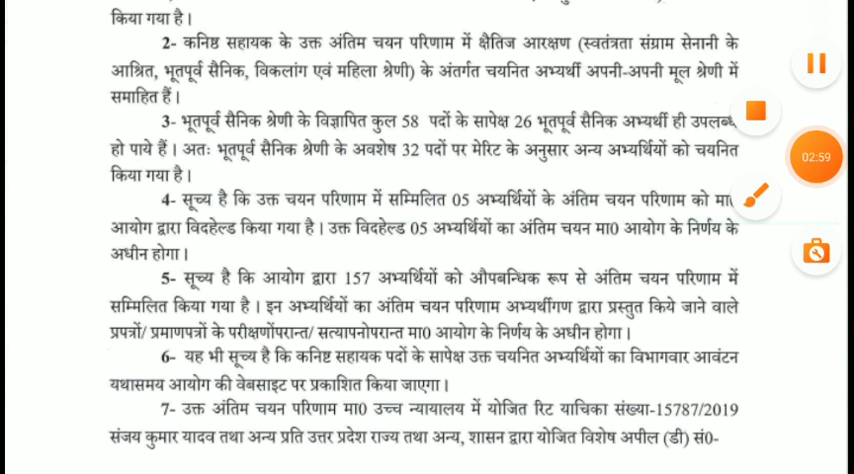 किया गया है।
2- कनिष्ठ सहायक के उक्त अंतिम चयन परिणाम में क्षैतिज आरक्षण (स्वतंत्रता संग्राम सेनानी के
आश्रित, भूतपूर्व सैनिक, विकलांग एवं महिला श्रेणी) के अंतर्गत चयनित अभ्यर्थी अपनी-अपनी मूल श्रेणी में
समाहित हैं।
3- भूतपूर्व सैनिक श्रेणी के विज्ञापित कुल 58 पदों के सापेक्ष 26 भूतपूर्व सैनिक अभ्यर्थी ही उपलब्ध
हो पाये हैं। अतः भूतपूर्व सैनिक श्रेणी के अवशेष 32 पदों पर मेरिट के अनुसार अन्य अभ्यर्थियों को चयनित
02:59
किया गया है।
4- सूच्य है कि उक्त चयन परिणाम में सम्मिलित 05 अभ्यर्थियों के अंतिम चयन परिणाम को
आयोग द्वारा विदहेल्ड किया गया है। उक्त विदहेल्ड 05 अभ्यर्थियों का अंतिम चयन मा0 आयोग के निर्णय के
अधीन होगा।
5- सूच्य है कि आयोग द्वारा 157 अभ्यर्थियों को औपबन्धिक रूप से अंतिम चयन परिणाम में
सम्मिलित किया गया है। इन अभ्यर्थियों का अंतिम चयन परिणाम अभ्यर्थीगण द्वारा प्रस्तुत किये जाने वाले
प्रपत्रों/ प्रमाणपत्रों के परीक्षणोंपरान्त/ सत्यापनोपरान्त मा0 आयोग के निर्णय के अधीन होगा।
6- यह भी सूच्य है कि कनिष्ठ सहायक पदों के सापेक्ष उक्त चयनित अभ्यर्थियों का विभागवार आवंटन
यथासमय आयोग की वेबसाइट पर प्रकाशित किया जाएगा।
7- उक्त अंतिम चयन परिणाम मा0 उच्च न्यायालय में योजित रिट याचिका संख्या-15787/2019
संजय कुमार यादव तथा अन्य प्रति उत्तर प्रदेश राज्य तथा अन्य, शासन द्वारा योजित विशेष अपील (डी) सं0-